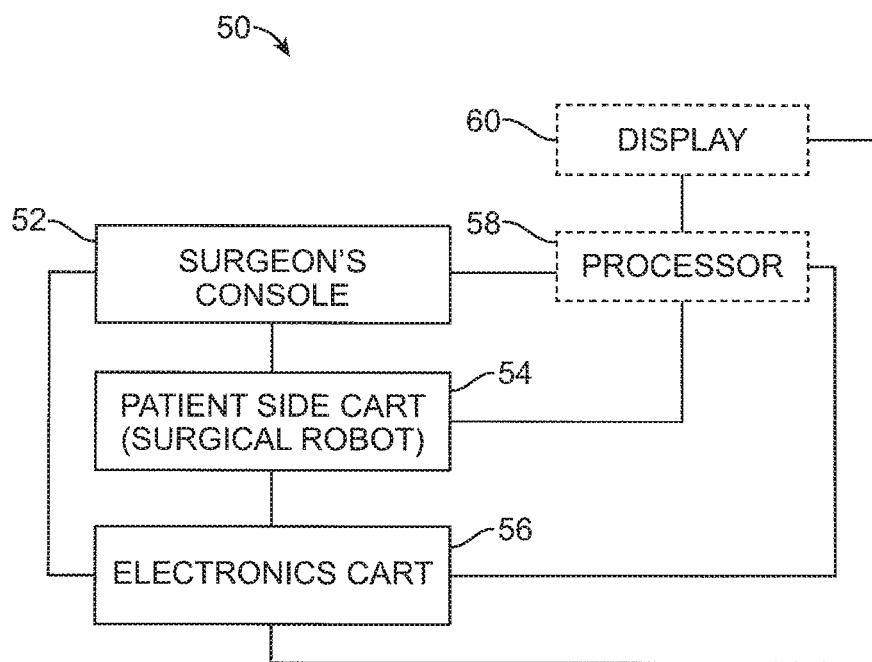 50
60
DISPLAY
52
58
SURGEON'S
CONSOLE
PROCESSOR
54
PATIENT SIDE CART
(SURGICAL ROBOT)
56
ELECTRONICS CART